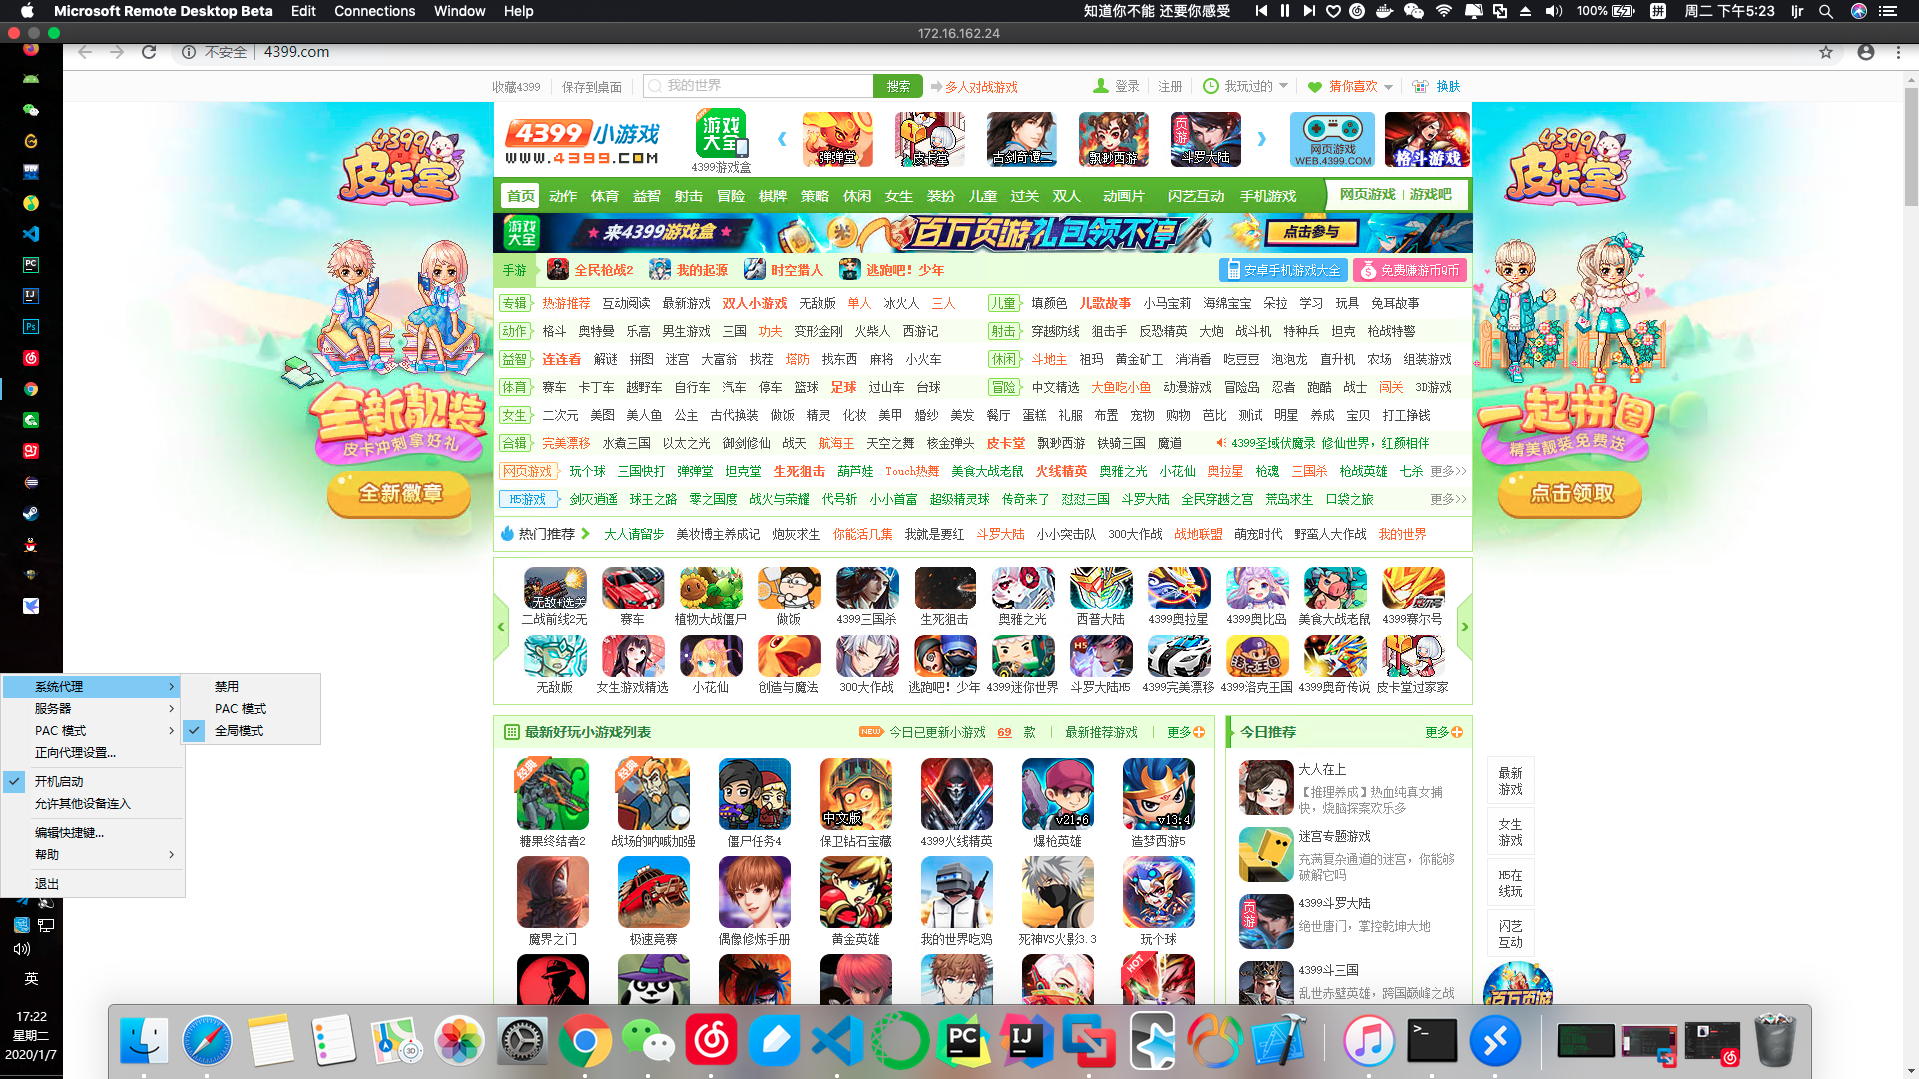 Microsoft Remote Desktop Beta Edit Connections Window Help
知道你不能 还要你感受
100%
拼
周二 下午5:23 ljr
172.16.162.24
不安全 4399.com
收藏4399 保存到桌面 我的世界 搜索 多人对战游戏 登录 注册 我玩过的 猜你喜欢 换肤
4399小游戏
www.4399.com
游戏大全
4399游戏盒
弹弹堂 皮卡堂 古剑奇谭二 飘渺西游 页游 斗罗大陆
网页游戏
WEB.4399.COM
格斗游戏
首页 动作 体育 益智 射击 冒险 棋牌 策略 休闲 女生 装扮 儿童 过关 双人 动画片 闪艺互动 手机游戏 网页游戏 游戏吧
游戏大全 来4399游戏盒 百万页游礼包领不停 点击参与
手游 全民枪战2 我的起源 时空猎人 逃跑吧!少年 安卓手机游戏大全 免费赚游币Q币
专辑 热游推荐 互动阅读 最新游戏 双人小游戏 无敌版 单人 冰火人 三人
儿童 填颜色 儿歌故事 小马宝莉 海绵宝宝 朵拉 学习 玩具 兔耳故事
动作 格斗 奥特曼 乐高 男生游戏 三国 功夫 变形金刚 火柴人 西游记
射击 穿越防线 狙击手 反恐精英 大炮 战斗机 特种兵 坦克 枪战特警
益智 连连看 解谜 拼图 迷宫 大富翁 找茬 塔防 找东西 麻将 小火车
休闲 斗地主 祖玛 黄金矿工 消消看 吃豆豆 泡泡龙 直升机 农场 组装游戏
体育 赛车 卡丁车 越野车 自行车 汽车 停车 篮球 足球 过山车 台球
冒险 中文精选 大鱼吃小鱼 动漫游戏 冒险岛 忍者 跑酷 战士 闯关 3D游戏
女生 二次元 美图 美人鱼 公主 古代换装 做饭 精灵 化妆 美甲 婚纱 美发 餐厅 蛋糕 礼服 布置 宠物 购物 芭比 测试 明星 养成 宝贝 打工挣钱
合辑 完美漂移 水煮三国 以太之光 御剑修仙 战天 航海王 天空之舞 核金弹头 皮卡堂 飘渺西游 铁骑三国 魔道 4399圣域伏魔录 修仙世界,红颜相伴
网页游戏 玩个球 三国快打 弹弹堂 坦克堂 生死狙击 葫芦娃 Touch热舞 美食大战老鼠 火线精英 奥雅之光 小花仙 奥拉星 枪魂 三国杀 枪战英雄 七杀 更多>>
H5游戏 剑灭逍遥 球王之路 零之国度 战火与荣耀 代号斩 小小首富 超级精灵球 传奇来了 怼怼三国 斗罗大陆 全民穿越之宫 荒岛求生 口袋之旅 更多>>
热门推荐 大人请留步 美妆博主养成记 炮灰求生 你能活几集 我就是要红 斗罗大陆 小小突击队 300大作战 战地联盟 萌宠时代 野蛮人大作战 我的世界
无敌+选关
二战前线2无 赛车 植物大战僵尸 做饭 4399三国杀 生死狙击 奥雅之光 西普大陆 4399奥拉星 4399奥比岛 美食大战老鼠 4399赛尔号
无敌版 女生游戏精选 小花仙 创造与魔法 300大作战 逃跑吧!少年 4399迷你世界 斗罗大陆H5 4399完美漂移 4399洛克王国 4399奥奇传说 皮卡堂过家家
最新好玩小游戏列表 NEW 今日已更新小游戏 69 款 最新推荐游戏 更多
经典 经典 中文版 v21.6 v13.4
糖果终结者2 战场的呐喊加强 僵尸任务4 保卫钻石宝藏 4399火线精英 爆枪英雄 造梦西游5
魔界之门 极速竞赛 偶像修炼手册 黄金英雄 我的世界吃鸡 死神VS火影3.3 玩个球
HOT
今日推荐 更多
大人在上
【推理养成】热血纯真女捕快,烧脑探案欢乐多
迷宫专题游戏
充满复杂通道的迷宫,你能够破解它吗
页游
4399斗罗大陆
绝世唐门,掌控乾坤大地
4399斗三国
乱世赤壁英雄,跨国巅峰之战
最新游戏
女生游戏
H5在线玩
闪艺互动
百万页游
4399皮卡堂
全新靓装
皮卡冲刺拿好礼
全新徽章
4399皮卡堂
一起拼图
精美靓装免费送
点击领取
系统代理
服务器
PAC 模式
正向代理设置...
开机启动
允许其他设备连入
编辑快捷键...
帮助
退出
禁用
PAC 模式
全局模式
英
17:22
星期二
2020/1/7